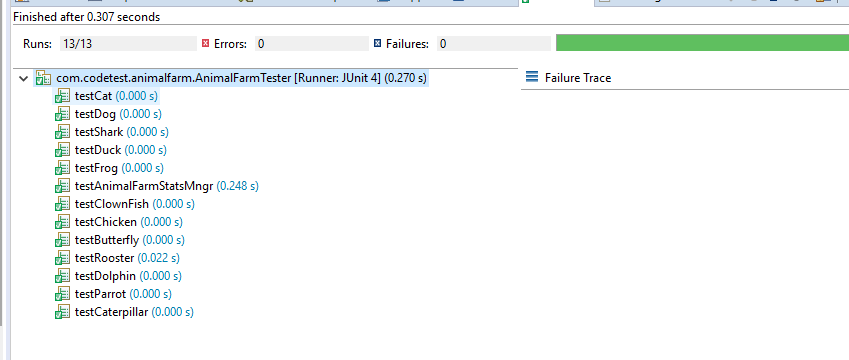 Finished after 0.307 seconds
Runs: 13/13 Errors: 0 Failures: 0
com.codetest.animalfarm.AnimalFarmTester [Runner: JUnit 4] (0.270 s)
Failure Trace
testCat (0.000 s)
testDog (0.000 s)
testShark (0.000 s)
testDuck (0.000 s)
testFrog (0.000 s)
testAnimalFarmStatsMngr (0.248 s)
testClownFish (0.000 s)
testChicken (0.000 s)
testButterfly (0.000 s)
testRooster (0.022 s)
testDolphin (0.000 s)
testParrot (0.000 s)
testCaterpillar (0.000 s)